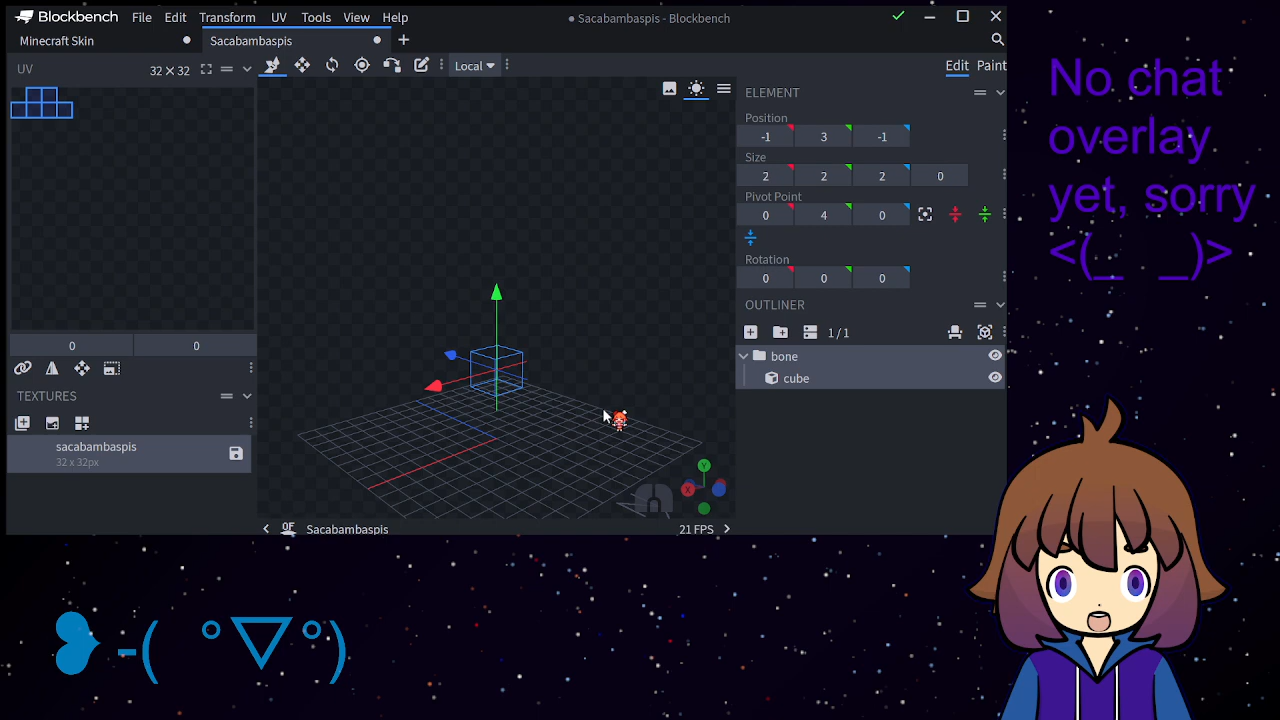 Blockbench File Edit Transform UV Tools View Help
● Sacabambaspis - Blockbench
Minecraft Skin
Sacabambaspis
UV
32 × 32
Local
Edit Paint
ELEMENT
Position
-1 3 -1
Size
2 2 2 0
Pivot Point
0 4 0
Rotation
0 0 0
OUTLINER
1 / 1
bone
cube
0 0
TEXTURES
sacabambaspis
32 x 32px
X
Y
Sacabambaspis
21 FPS
No chat
overlay
yet, sorry
<(_ _)>
❥-( °▽°)